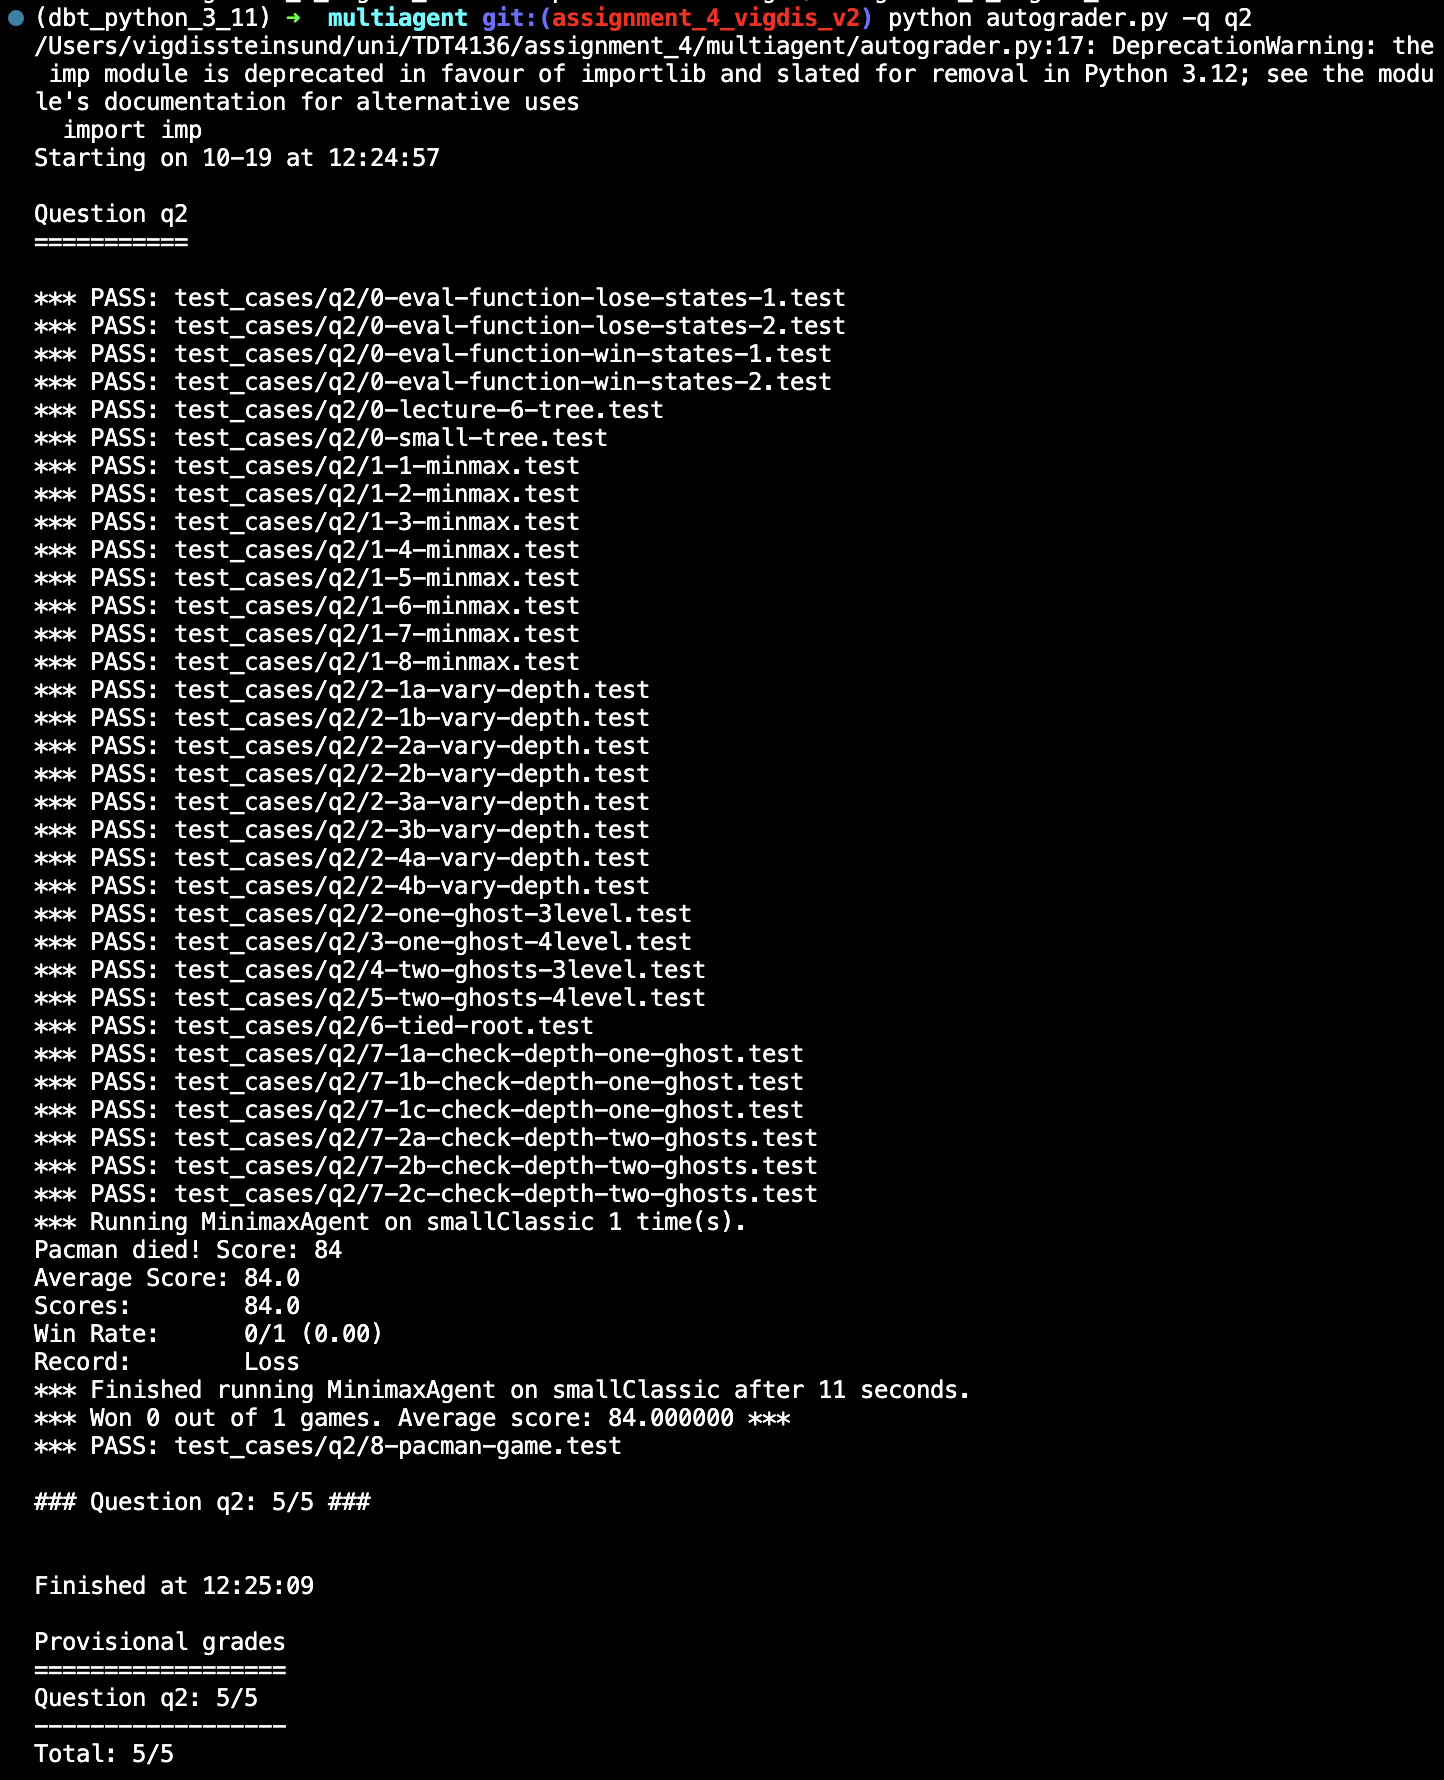 (dbt_python_3_11) ➜  multiagent git:(assignment_4_vigdis_v2) python autograder.py -q q2
/Users/vigdissteinsund/uni/TDT4136/assignment_4/multiagent/autograder.py:17: DeprecationWarning: the
 imp module is deprecated in favour of importlib and slated for removal in Python 3.12; see the modu
le's documentation for alternative uses
  import imp
Starting on 10-19 at 12:24:57

Question q2
===========

*** PASS: test_cases/q2/0-eval-function-lose-states-1.test
*** PASS: test_cases/q2/0-eval-function-lose-states-2.test
*** PASS: test_cases/q2/0-eval-function-win-states-1.test
*** PASS: test_cases/q2/0-eval-function-win-states-2.test
*** PASS: test_cases/q2/0-lecture-6-tree.test
*** PASS: test_cases/q2/0-small-tree.test
*** PASS: test_cases/q2/1-1-minmax.test
*** PASS: test_cases/q2/1-2-minmax.test
*** PASS: test_cases/q2/1-3-minmax.test
*** PASS: test_cases/q2/1-4-minmax.test
*** PASS: test_cases/q2/1-5-minmax.test
*** PASS: test_cases/q2/1-6-minmax.test
*** PASS: test_cases/q2/1-7-minmax.test
*** PASS: test_cases/q2/1-8-minmax.test
*** PASS: test_cases/q2/2-1a-vary-depth.test
*** PASS: test_cases/q2/2-1b-vary-depth.test
*** PASS: test_cases/q2/2-2a-vary-depth.test
*** PASS: test_cases/q2/2-2b-vary-depth.test
*** PASS: test_cases/q2/2-3a-vary-depth.test
*** PASS: test_cases/q2/2-3b-vary-depth.test
*** PASS: test_cases/q2/2-4a-vary-depth.test
*** PASS: test_cases/q2/2-4b-vary-depth.test
*** PASS: test_cases/q2/2-one-ghost-3level.test
*** PASS: test_cases/q2/3-one-ghost-4level.test
*** PASS: test_cases/q2/4-two-ghosts-3level.test
*** PASS: test_cases/q2/5-two-ghosts-4level.test
*** PASS: test_cases/q2/6-tied-root.test
*** PASS: test_cases/q2/7-1a-check-depth-one-ghost.test
*** PASS: test_cases/q2/7-1b-check-depth-one-ghost.test
*** PASS: test_cases/q2/7-1c-check-depth-one-ghost.test
*** PASS: test_cases/q2/7-2a-check-depth-two-ghosts.test
*** PASS: test_cases/q2/7-2b-check-depth-two-ghosts.test
*** PASS: test_cases/q2/7-2c-check-depth-two-ghosts.test
*** Running MinimaxAgent on smallClassic 1 time(s).
Pacman died! Score: 84
Average Score: 84.0
Scores:        84.0
Win Rate:      0/1 (0.00)
Record:        Loss
*** Finished running MinimaxAgent on smallClassic after 11 seconds.
*** Won 0 out of 1 games. Average score: 84.000000 ***
*** PASS: test_cases/q2/8-pacman-game.test

### Question q2: 5/5 ###


Finished at 12:25:09

Provisional grades
==================
Question q2: 5/5
------------------
Total: 5/5